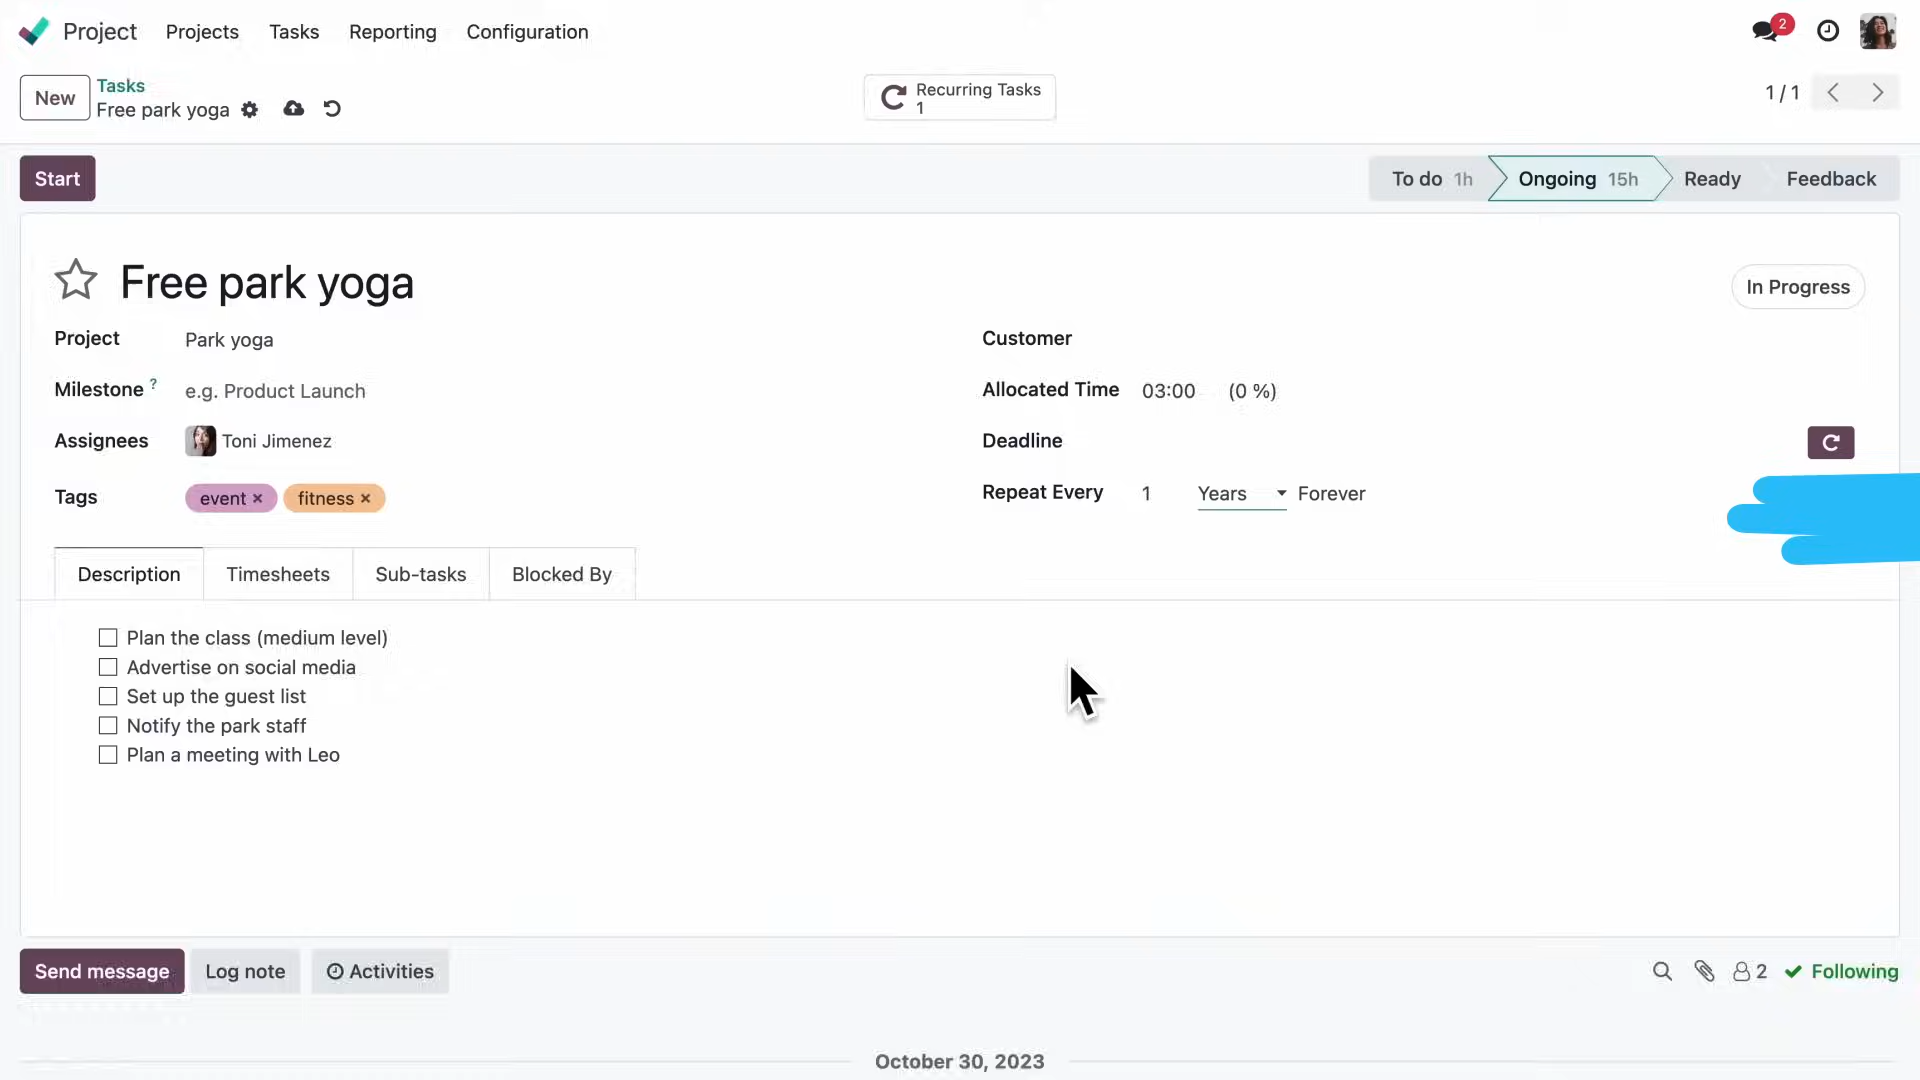 Project Projects Tasks Reporting Configuration 2
New Tasks
Free park yoga
Recurring Tasks
1
1 / 1
Start
To do 1h Ongoing 15h Ready Feedback
Free park yoga
In Progress
Project Park yoga
Customer
Milestone ? e.g. Product Launch
Allocated Time 03:00 (0 %)
Assignees Toni Jimenez
Deadline
Tags event × fitness ×
Repeat Every 1 Years Forever
Description Timesheets Sub-tasks Blocked By
Plan the class (medium level)
Advertise on social media
Set up the guest list
Notify the park staff
Plan a meeting with Leo
Send message Log note Activities 2 Following
October 30, 2023